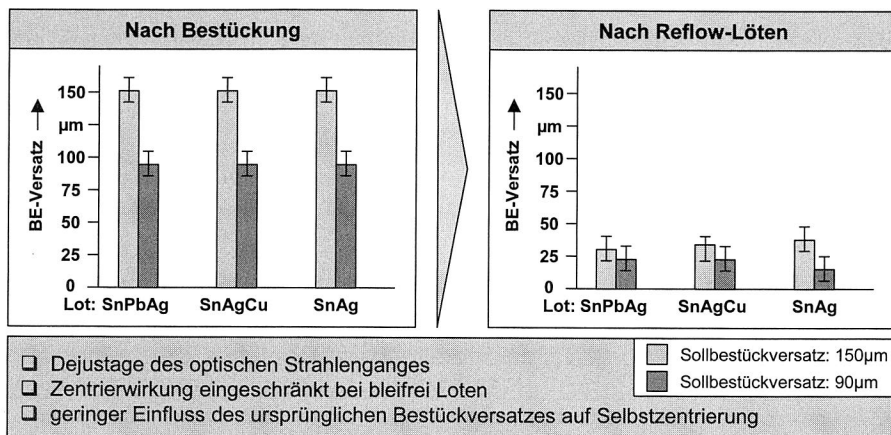 Nach Bestückung
BE-Versatz
150
µm
100
75
50
25
0
Lot: SnPbAg SnAgCu SnAg
Nach Reflow-Löten
BE-Versatz
150
µm
100
75
50
25
0
Lot: SnPbAg SnAgCu SnAg
Dejustage des optischen Strahlenganges
Zentrierwirkung eingeschränkt bei bleifrei Loten
geringer Einfluss des ursprünglichen Bestückversatzes auf Selbstzentrierung
Sollbestückversatz: 150µm
Sollbestückversatz: 90µm